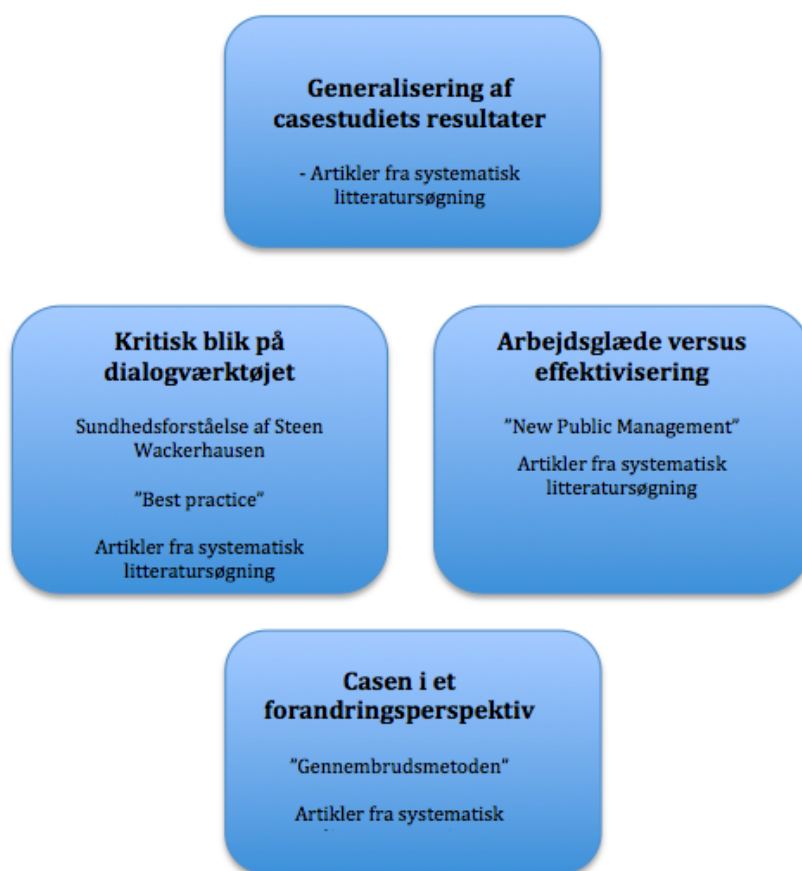 Generalisering af
casestudiets resultater
- Artikler fra systematisk
litteratursøgning
Kritisk blik på
dialogværktøjet
Sundhedsforståelse af Steen
Wackerhausen
”Best practice”
Artikler fra systematisk
litteratursøgning
Arbejdsglæde versus
effektivisering
”New Public Management”
Artikler fra systematisk
litteratursøgning
Casen i et
forandringsperspektiv
”Gennembrudsmetoden”
Artikler fra systematisk